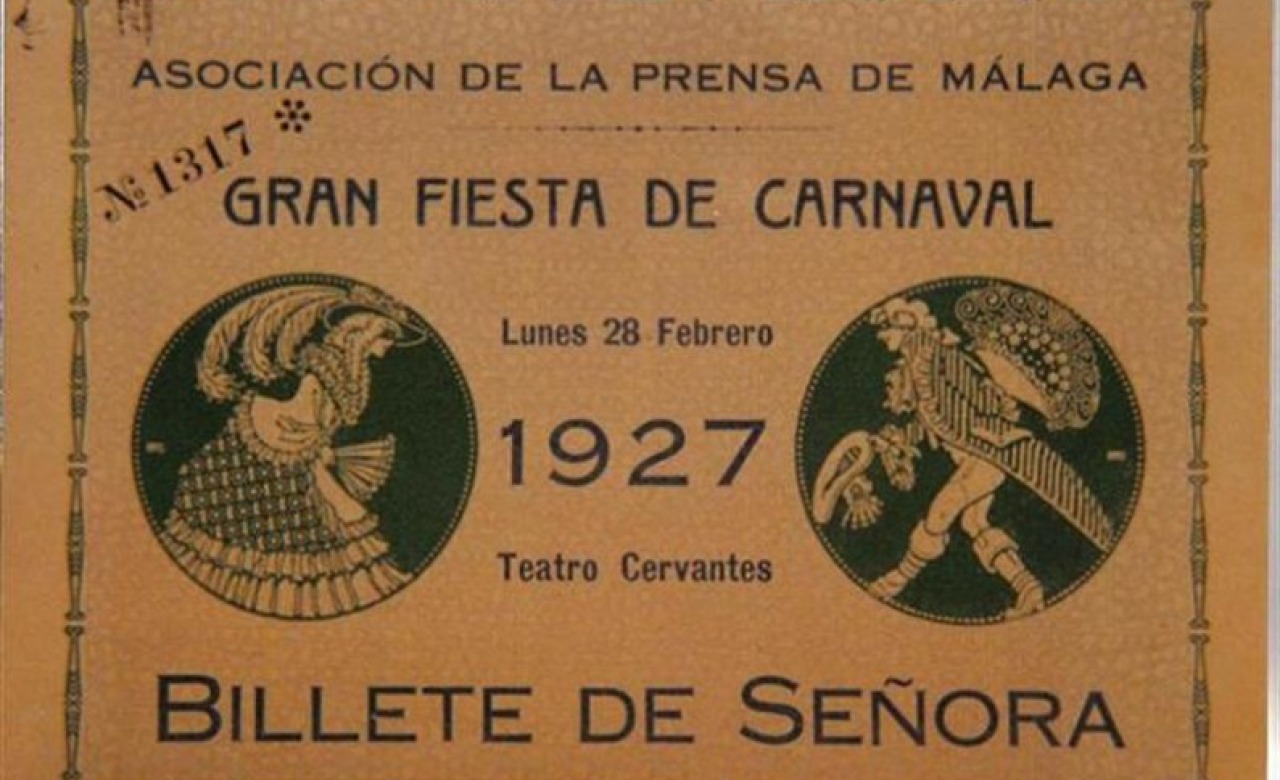 ASOCIACIÓN DE LA PRENSA DE MÁLAGA
№ 1317
GRAN FIESTA DE CARNAVAL
Lunes 28 Febrero
1927
Teatro Cervantes
BILLETE DE SEÑORA